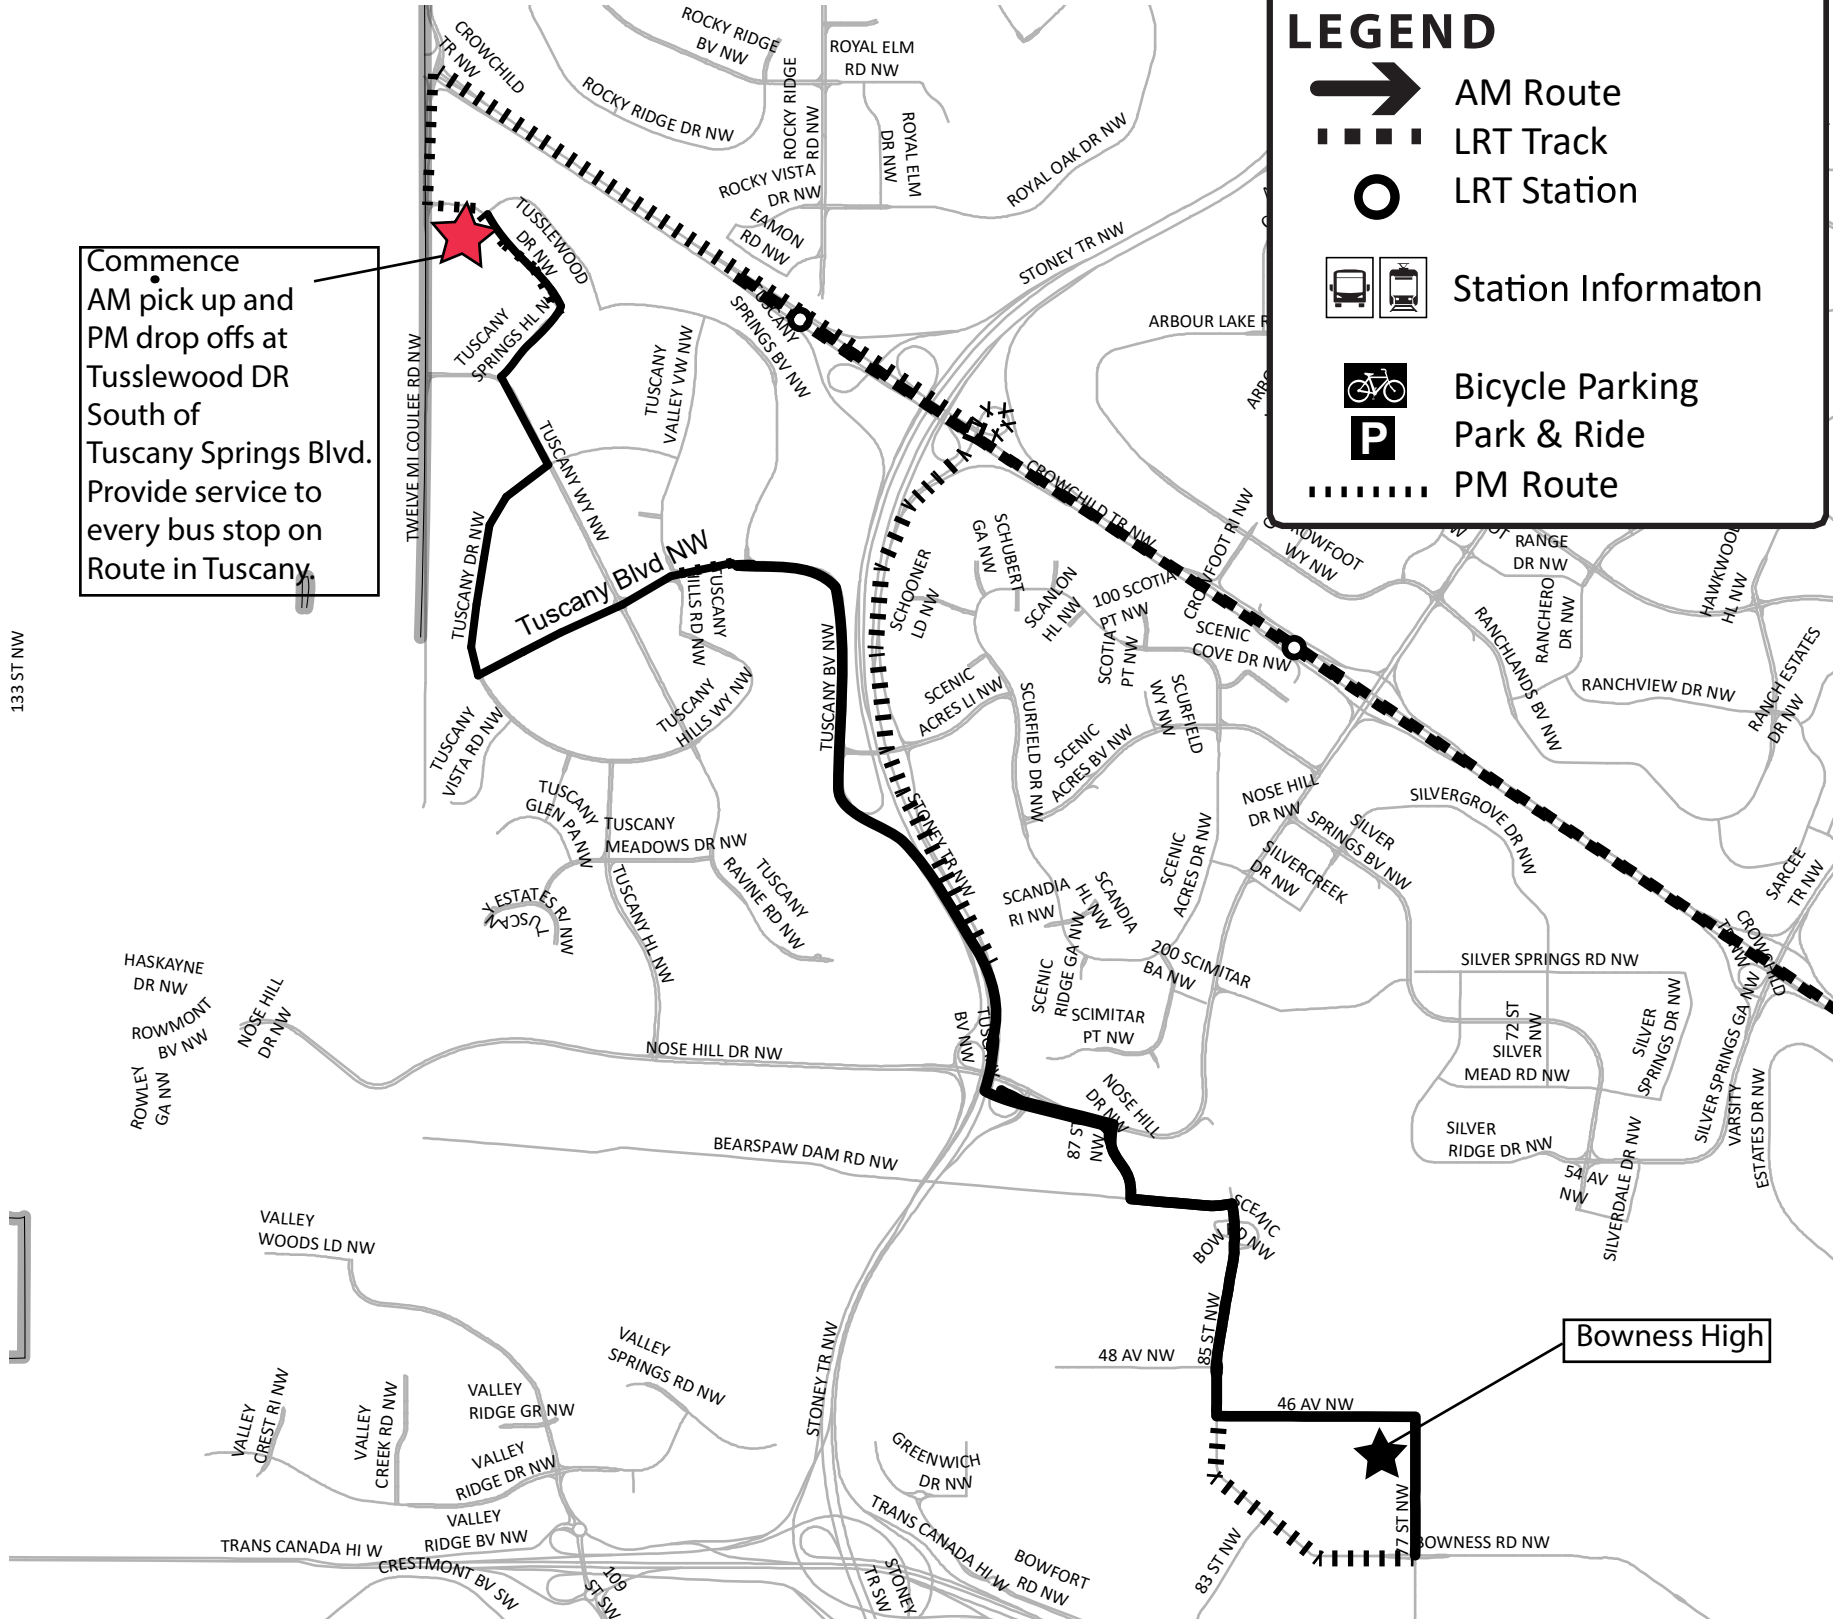 LEGEND
AM Route
LRT Track
LRT Station
Station Informaton
Bicycle Parking
P
Park & Ride
PM Route
Commence
AM pick up and
PM drop offs at
Tusslewood DR
South of
Tuscany Springs Blvd.
Provide service to
every bus stop on
Route in Tuscany.
Bowness High
CROWCHILD
TR NW
ROCKY RIDGE
BV NW
ROYAL ELM
RD NW
ROCKY RIDGE DR NW
ROCKY RIDGE
RD NW
ROYAL ELM
DR NW
ROCKY VISTA
DR NW
ROYAL OAK DR NW
EAMON
RD NW
STONEY TR NW
TUSSLEWOOD
DR NW
TUSCANY
SPRINGS HL N
TUSCANY
SPRINGS BV NW
TUSCANY
VALLEY VW NW
ARBOUR LAKE R
TWELVE MI COULEE RD NW
TUSCANY WY NW
TUSCANY DR NW
Tuscany Blvd NW
TUSCANY
HILLS RD NW
TUSCANY
HILLS WY NW
TUSCANY BV NW
TUSCANY
VISTA RD NW
133 ST NW
SCHOONER
LD NW
SCHUBERT
GA NW
SCANLON
HL NW
100 SCOTIA
PT NW
SCOTIA
PT NW
SCENIC
COVE DR NW
CROWCHILD TR NW
CROWFOOT RI NW
CROWFOOT
WY NW
RANGE
DR NW
RANCHERO
DR NW
HAWKWOOD
HL NW
RANCHLANDS BV NW
RANCHVIEW DR NW
RANCH ESTATES
DR NW
SCENIC
ACRES LI NW
SCURFIELD DR NW
SCENIC
ACRES BV NW
SCURFIELD
WY NW
NOSE HILL
DR NW
SILVER
SPRINGS BV NW
SILVERGROVE DR NW
SILVERCREEK
DR NW
SCENIC
ACRES DR NW
SARCEE
TR NW
CROWCHILD
TR NW
TUSCANY
GLEN PA NW
TUSCANY
MEADOWS DR NW
TUSCANY
RAVINE RD NW
TUSCANY
ESTATES RI NW
TUSCANY HL NW
STONEY TR NW
SCANDIA
RI NW
SCANDIA
HL NW
SCENIC
RIDGE GA NW
200 SCIMITAR
BA NW
SCIMITAR
PT NW
SILVER SPRINGS RD NW
72 ST
NW
SILVER
SPRINGS DR NW
SILVER
MEAD RD NW
SILVER SPRINGS GA NW
VARSITY
ESTATES DR NW
SILVER
RIDGE DR NW
54 AV
NW
SILVERDALE DR NW
HASKAYNE
DR NW
ROWMONT
BV NW
ROWLEY
GA NW
NOSE HILL
DR NW
NOSE HILL DR NW
BV NW
NOSE HILL
DR NW
87 ST
NW
BEARSPAW DAM RD NW
SCENIC
BOW RD NW
85 ST NW
48 AV NW
46 AV NW
77 ST NW
BOWNESS RD NW
83 ST NW
VALLEY
WOODS LD NW
VALLEY
SPRINGS RD NW
STONEY TR NW
VALLEY
CREST RI NW
VALLEY
CREEK RD NW
VALLEY
RIDGE GR NW
VALLEY
RIDGE DR NW
VALLEY
RIDGE BV NW
GREENWICH
DR NW
TRANS CANADA HI W
TRANS CANADA HI W
CRESTMONT BV SW
109
ST SW
STONEY
TR SW
BOWFORT
RD NW